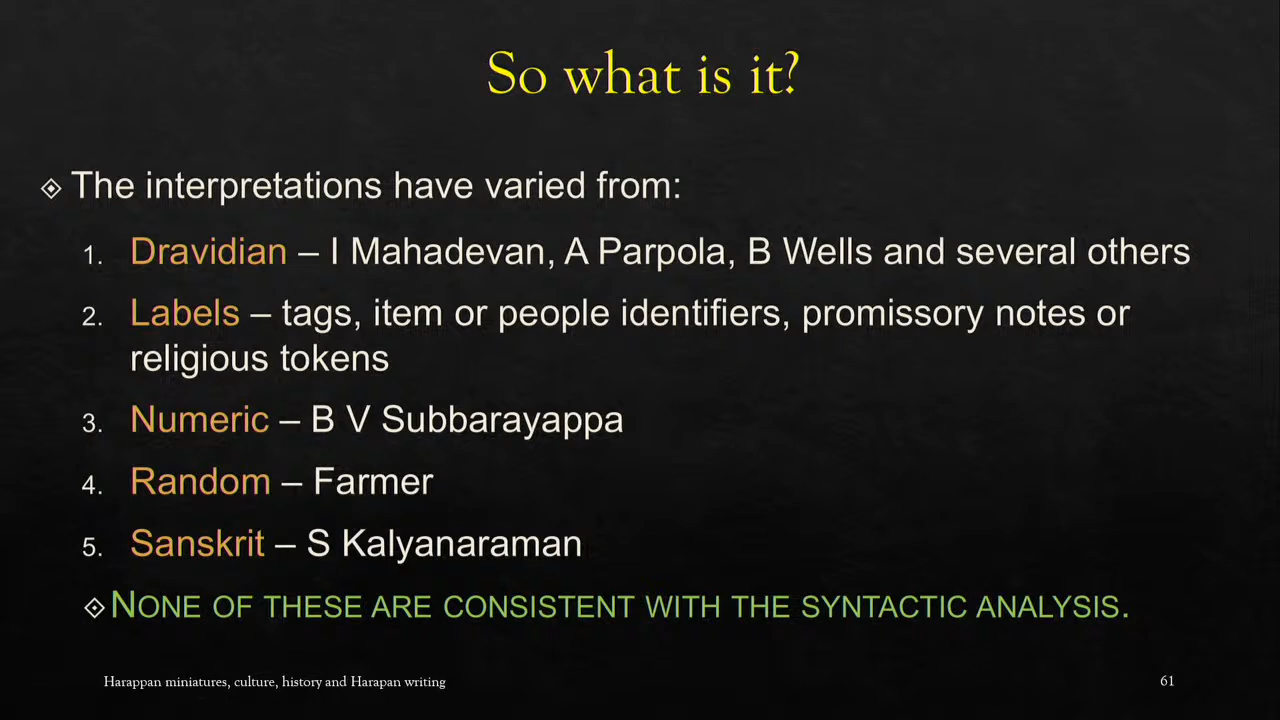 So what is it?
The interpretations have varied from:
1. Dravidian – I Mahadevan, A Parpola, B Wells and several others
2. Labels – tags, item or people identifiers, promissory notes or
religious tokens
3. Numeric – B V Subbarayappa
4. Random – Farmer
5. Sanskrit – S Kalyanaraman
NONE OF THESE ARE CONSISTENT WITH THE SYNTACTIC ANALYSIS.
Harappan miniatures, culture, history and Harapan writing
61